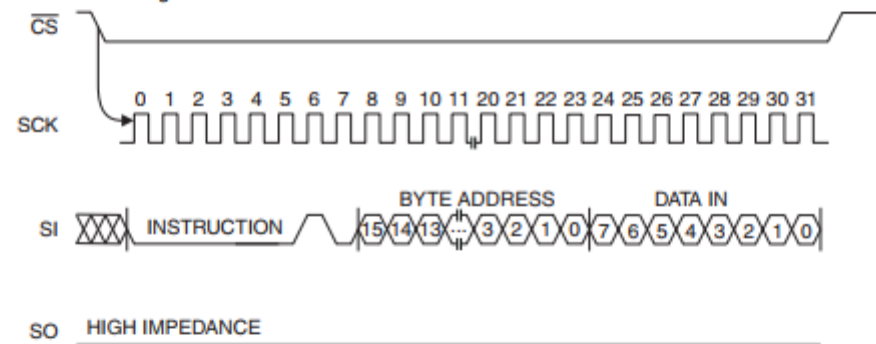 CS
0 1 2 3 4 5 6 7 8 9 10 11 20 21 22 23 24 25 26 27 28 29 30 31
SCK
BYTE ADDRESS DATA IN
SI INSTRUCTION 15 14 13 ... 3 2 1 0 7 6 5 4 3 2 1 0
SO HIGH IMPEDANCE